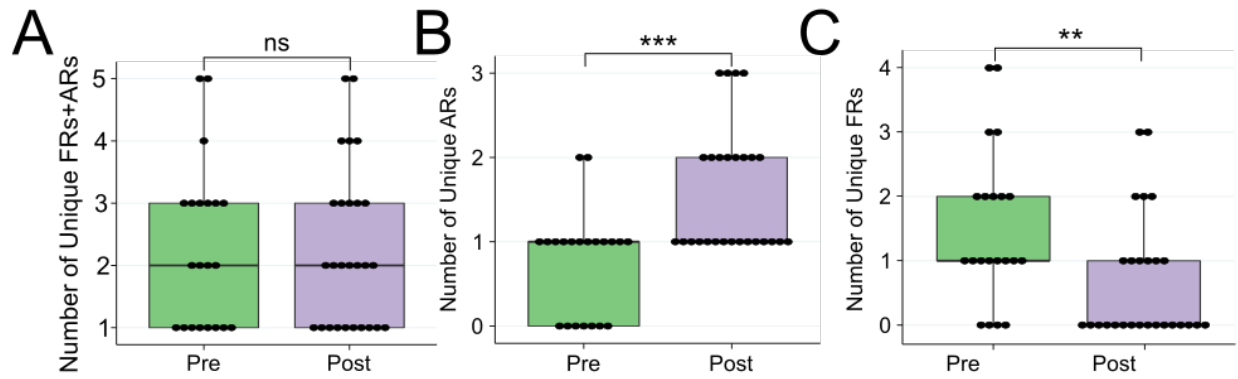 A
ns
Number of Unique FRs+ARs
5
4
3
2
1
Pre Post
B
***
Number of Unique ARs
3
2
1
0
Pre Post
C
**
Number of Unique FRs
4
3
2
1
0
Pre Post